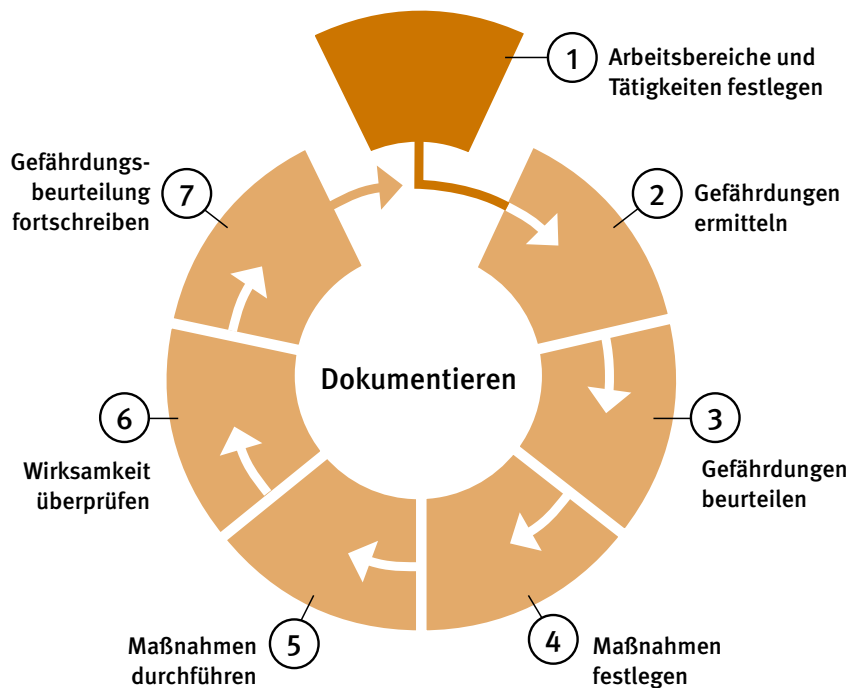 1
Arbeitsbereiche und
Tätigkeiten festlegen
2
Gefährdungen
ermitteln
3
Gefährdungen
beurteilen
4
Maßnahmen
festlegen
5
Maßnahmen
durchführen
6
Wirksamkeit
überprüfen
7
Gefährdungs-
beurteilung
fortschreiben
Dokumentieren